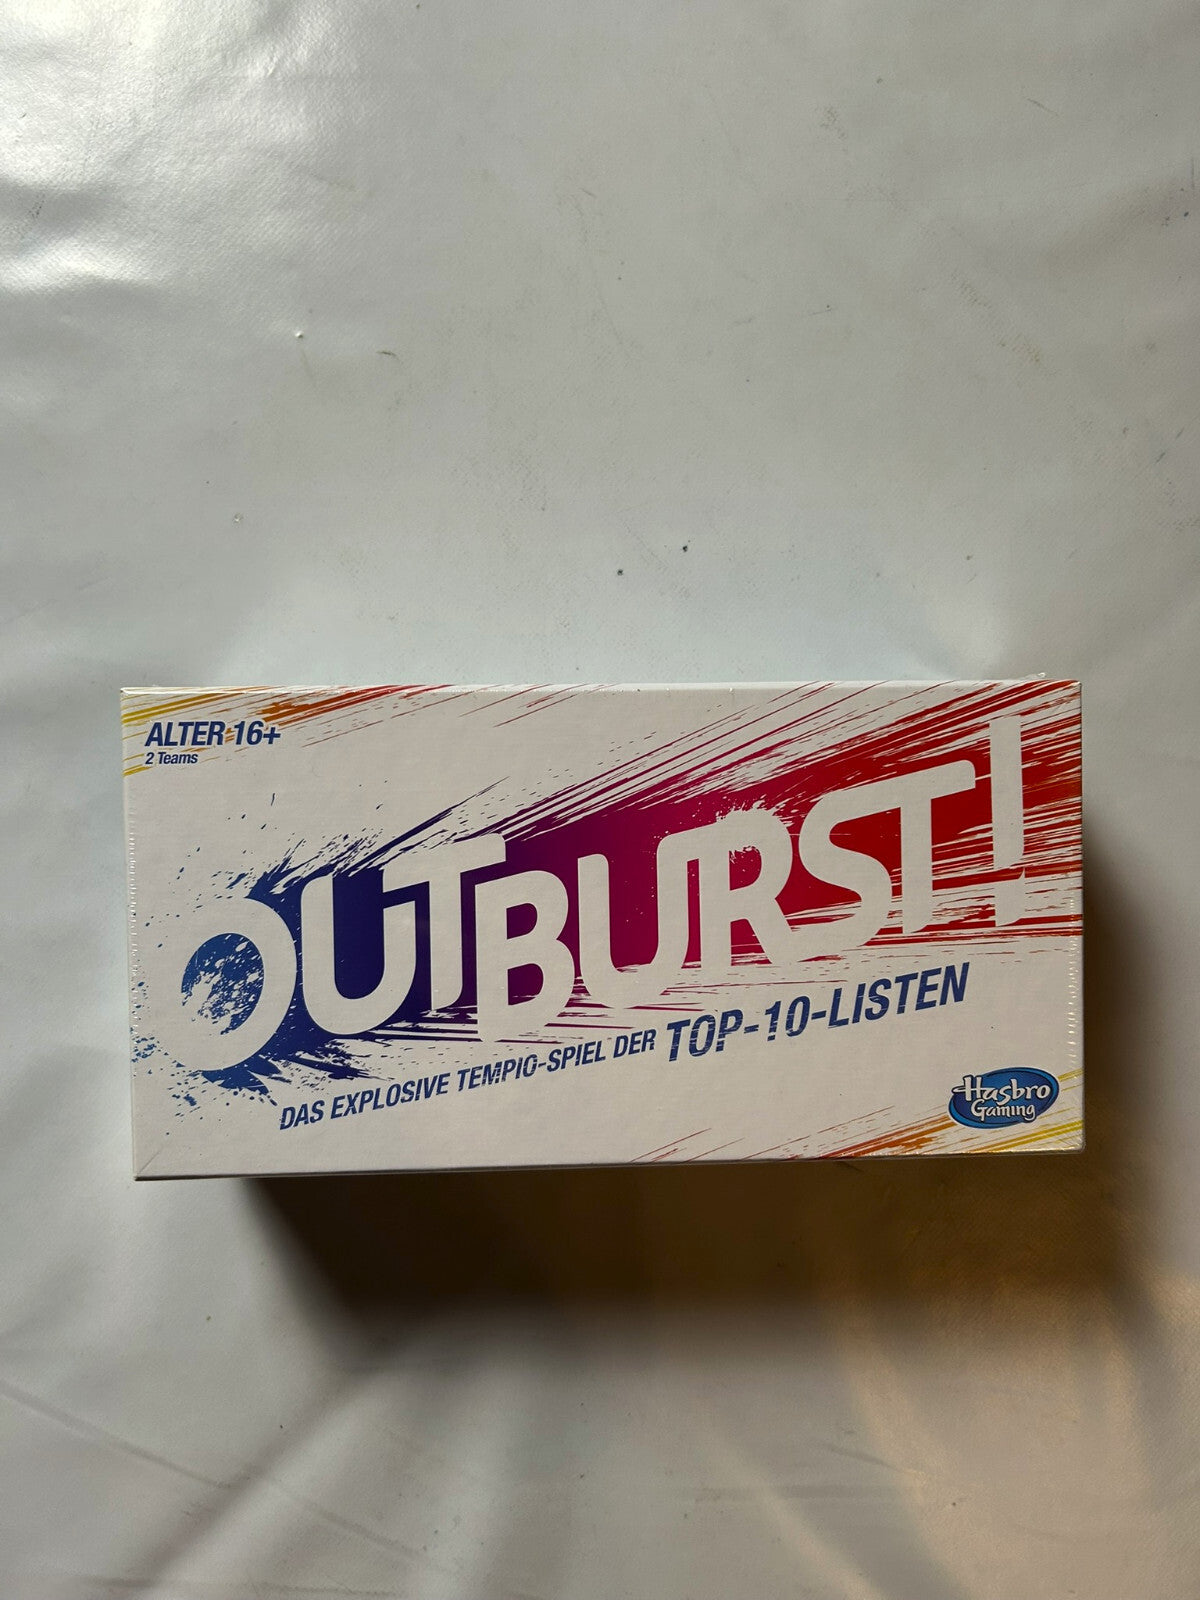 ALTER 16+
2 Teams
OUTBURST!
DAS EXPLOSIVE TEMPIO-SPIEL DER TOP-10-LISTEN
Hasbro
Gaming